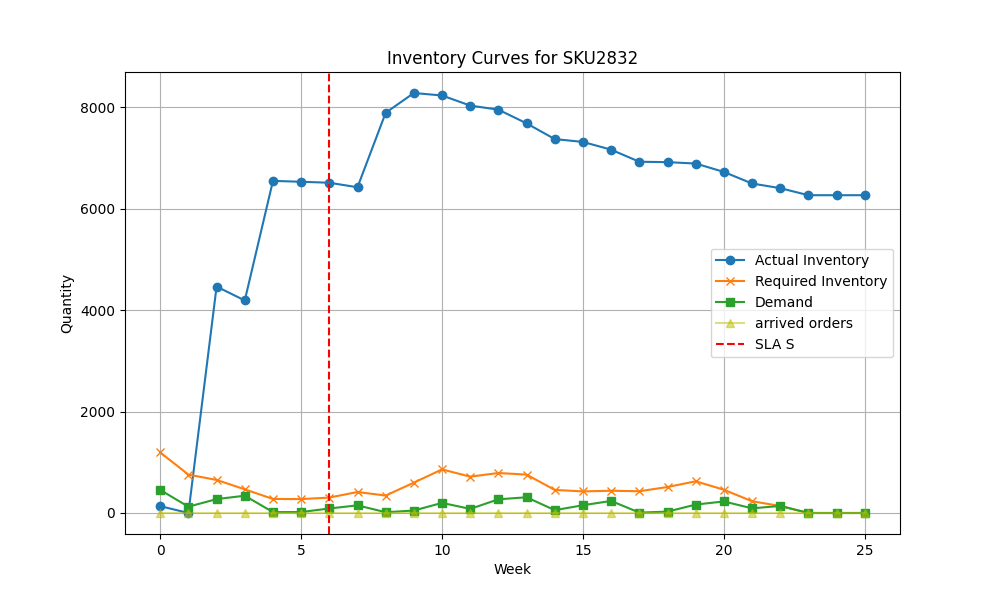 Inventory Curves for SKU2832
Quantity
8000
6000
4000
2000
0
Actual Inventory
Required Inventory
Demand
arrived orders
SLA S
0 5 10 15 20 25
Week